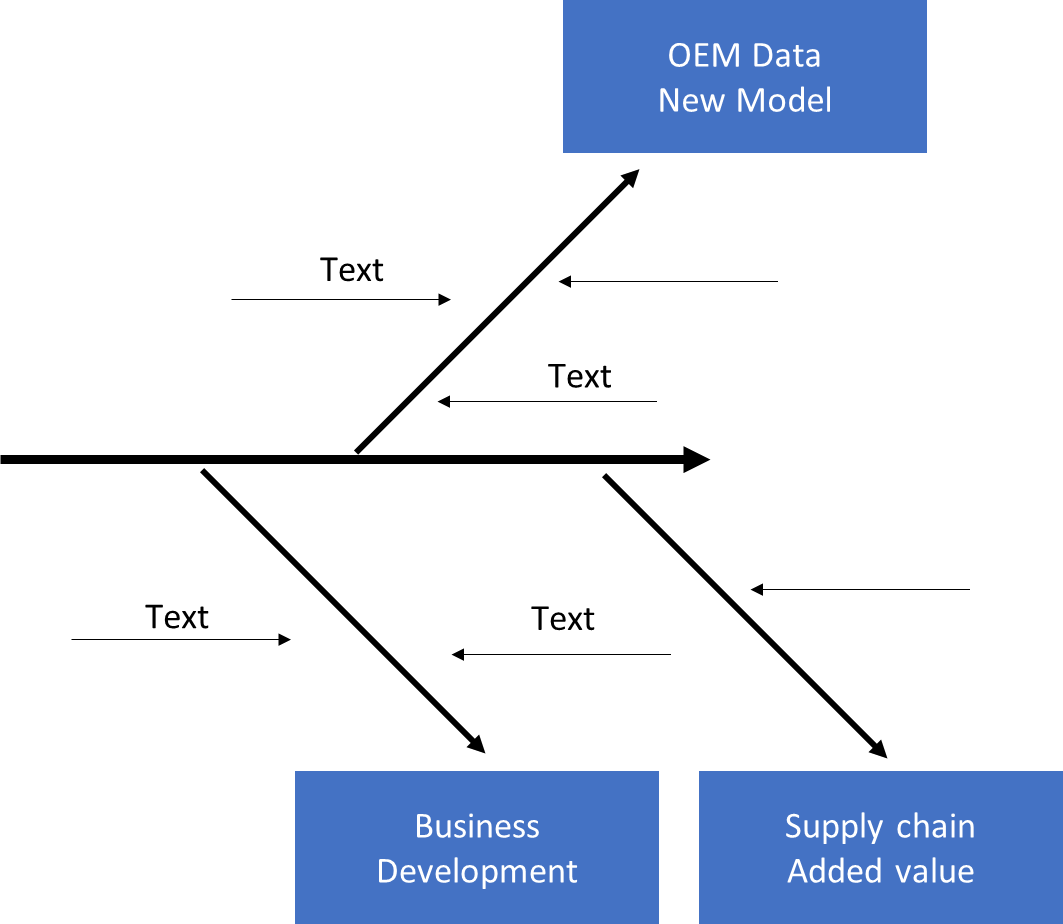 OEM Data
New Model
Text
Text
Text
Text
Business
Development
Supply chain
Added value